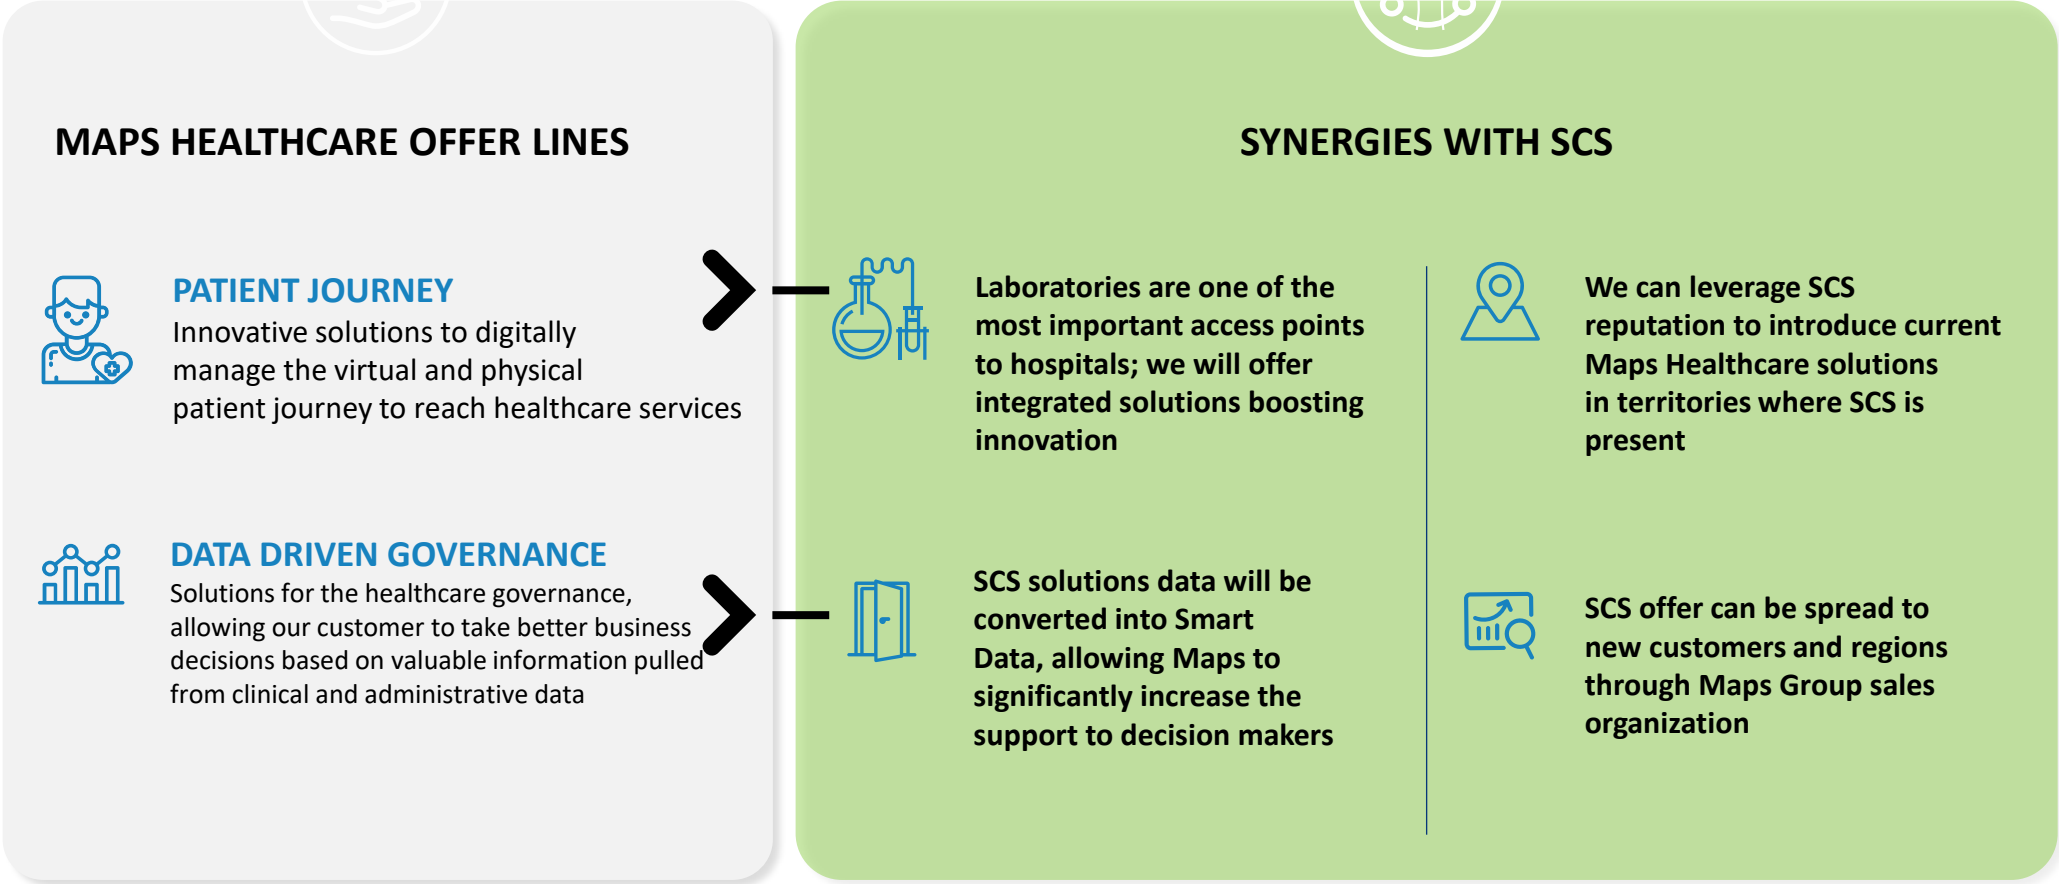 MAPS HEALTHCARE OFFER LINES
PATIENT JOURNEY
Innovative solutions to digitally
manage the virtual and physical
patient journey to reach healthcare services
DATA DRIVEN GOVERNANCE
Solutions for the healthcare governance,
allowing our customer to take better business
decisions based on valuable information pulled
from clinical and administrative data
SYNERGIES WITH SCS
Laboratories are one of the
most important access points
to hospitals; we will offer
integrated solutions boosting
innovation
SCS solutions data will be
converted into Smart
Data, allowing Maps to
significantly increase the
support to decision makers
We can leverage SCS
reputation to introduce current
Maps Healthcare solutions
in territories where SCS is
present
SCS offer can be spread to
new customers and regions
through Maps Group sales
organization